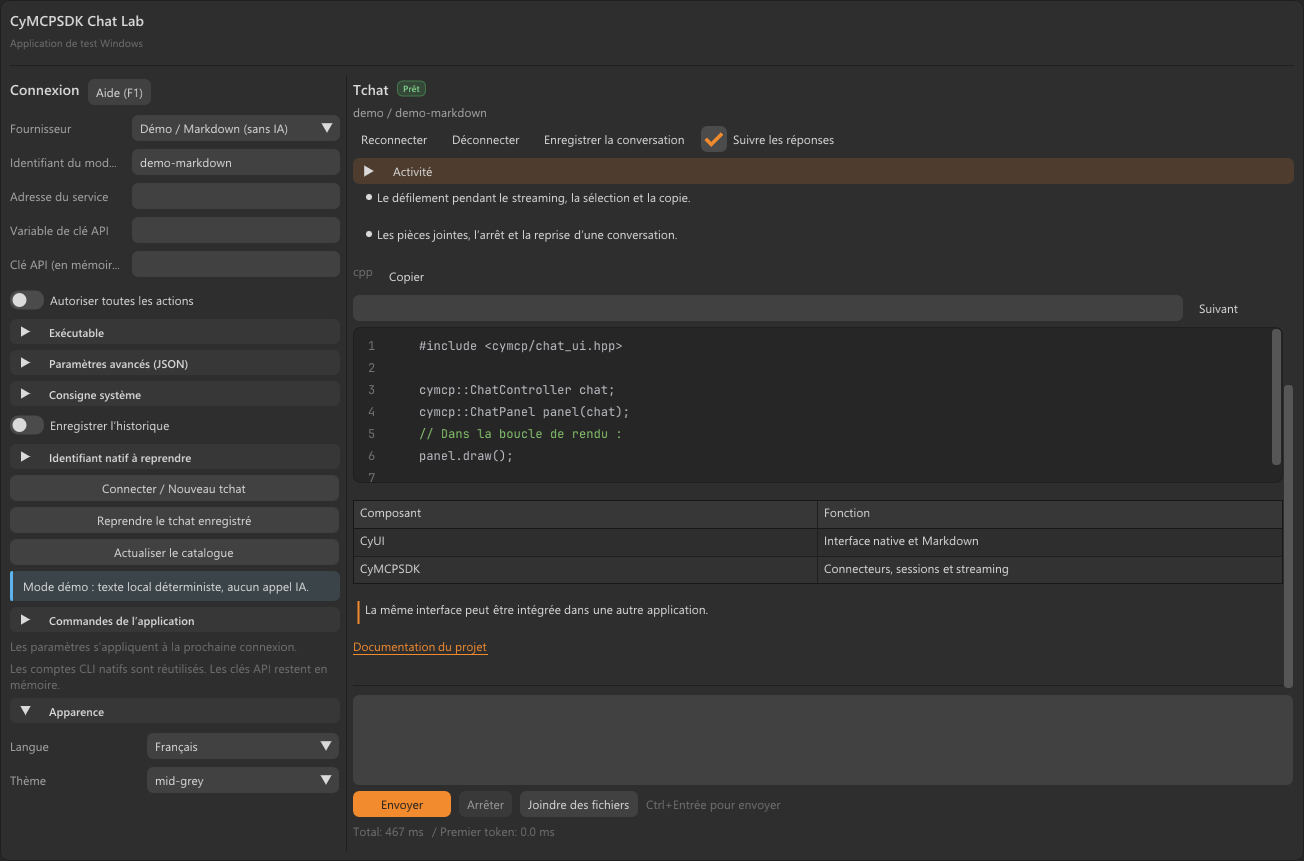 CyMCPSDK Chat Lab
Application de test Windows
Connexion
Aide (F1)
Fournisseur
Démo / Markdown (sans IA)
Identifiant du mod...
demo-markdown
Adresse du service
Variable de clé API
Clé API (en mémoir...
Autoriser toutes les actions
Exécutable
Paramètres avancés (JSON)
Consigne système
Enregistrer l'historique
Identifiant natif à reprendre
Connecter / Nouveau tchat
Reprendre le tchat enregistré
Actualiser le catalogue
Mode démo : texte local déterministe, aucun appel IA.
Commandes de l'application
Les paramètres s'appliquent à la prochaine connexion.
Les comptes CLI natifs sont réutilisés. Les clés API restent en
mémoire.
Apparence
Langue
Français
Thème
mid-grey
Tchat
Prêt
demo / demo-markdown
Reconnecter
Déconnecter
Enregistrer la conversation
Suivre les réponses
Activité
Le défilement pendant le streaming, la sélection et la copie.
Les pièces jointes, l'arrêt et la reprise d'une conversation.
cpp
Copier
Suivant
1 #include <cymcp/chat_ui.hpp>
2
3 cymcp::ChatController chat;
4 cymcp::ChatPanel panel(chat);
5 // Dans la boucle de rendu :
6 panel.draw();
7
Composant Fonction
CyUI Interface native et Markdown
CyMCPSDK Connecteurs, sessions et streaming
La même interface peut être intégrée dans une autre application.
Documentation du projet
Envoyer
Arrêter
Joindre des fichiers
Ctrl+Entrée pour envoyer
Total: 467 ms / Premier token: 0.0 ms